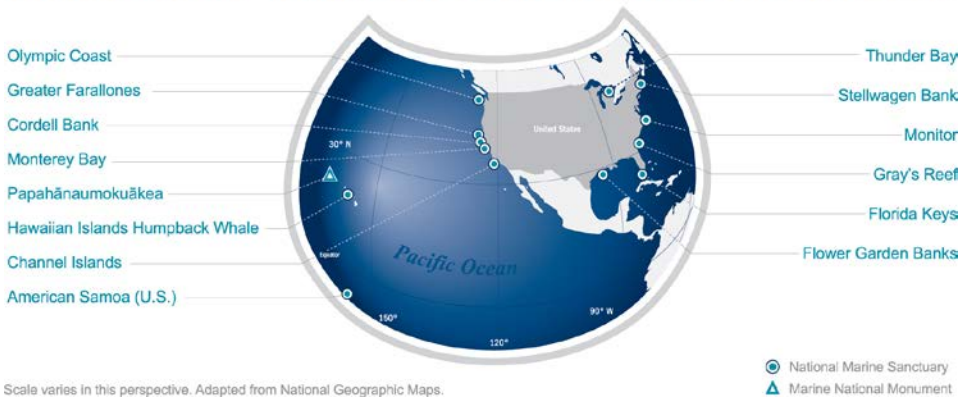 Olympic Coast
Greater Farallones
Cordell Bank
Monterey Bay
Papahānaumokuākea
Hawaiian Islands Humpback Whale
Channel Islands
American Samoa (U.S.)
30° N
Equator
Pacific Ocean
150°
120°
90° W
United States
Thunder Bay
Stellwagen Bank
Monitor
Gray's Reef
Florida Keys
Flower Garden Banks
National Marine Sanctuary
Marine National Monument
Scale varies in this perspective. Adapted from National Geographic Maps.